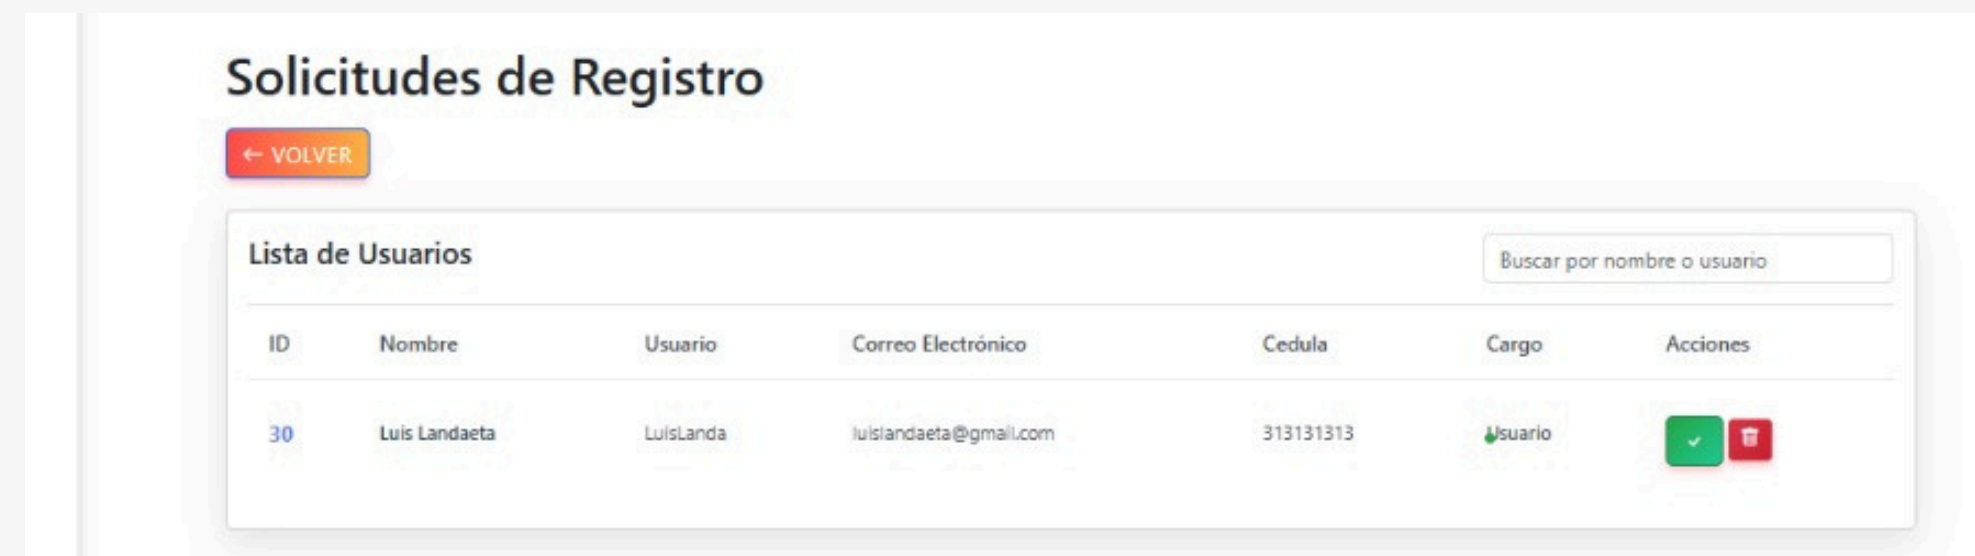 Solicitudes de Registro
← VOLVER
Lista de Usuarios
Buscar por nombre o usuario
ID Nombre Usuario Correo Electrónico Cedula Cargo Acciones
30 Luis Landaeta LuisLanda luislandaeta@gmail.com 313131313 Usuario